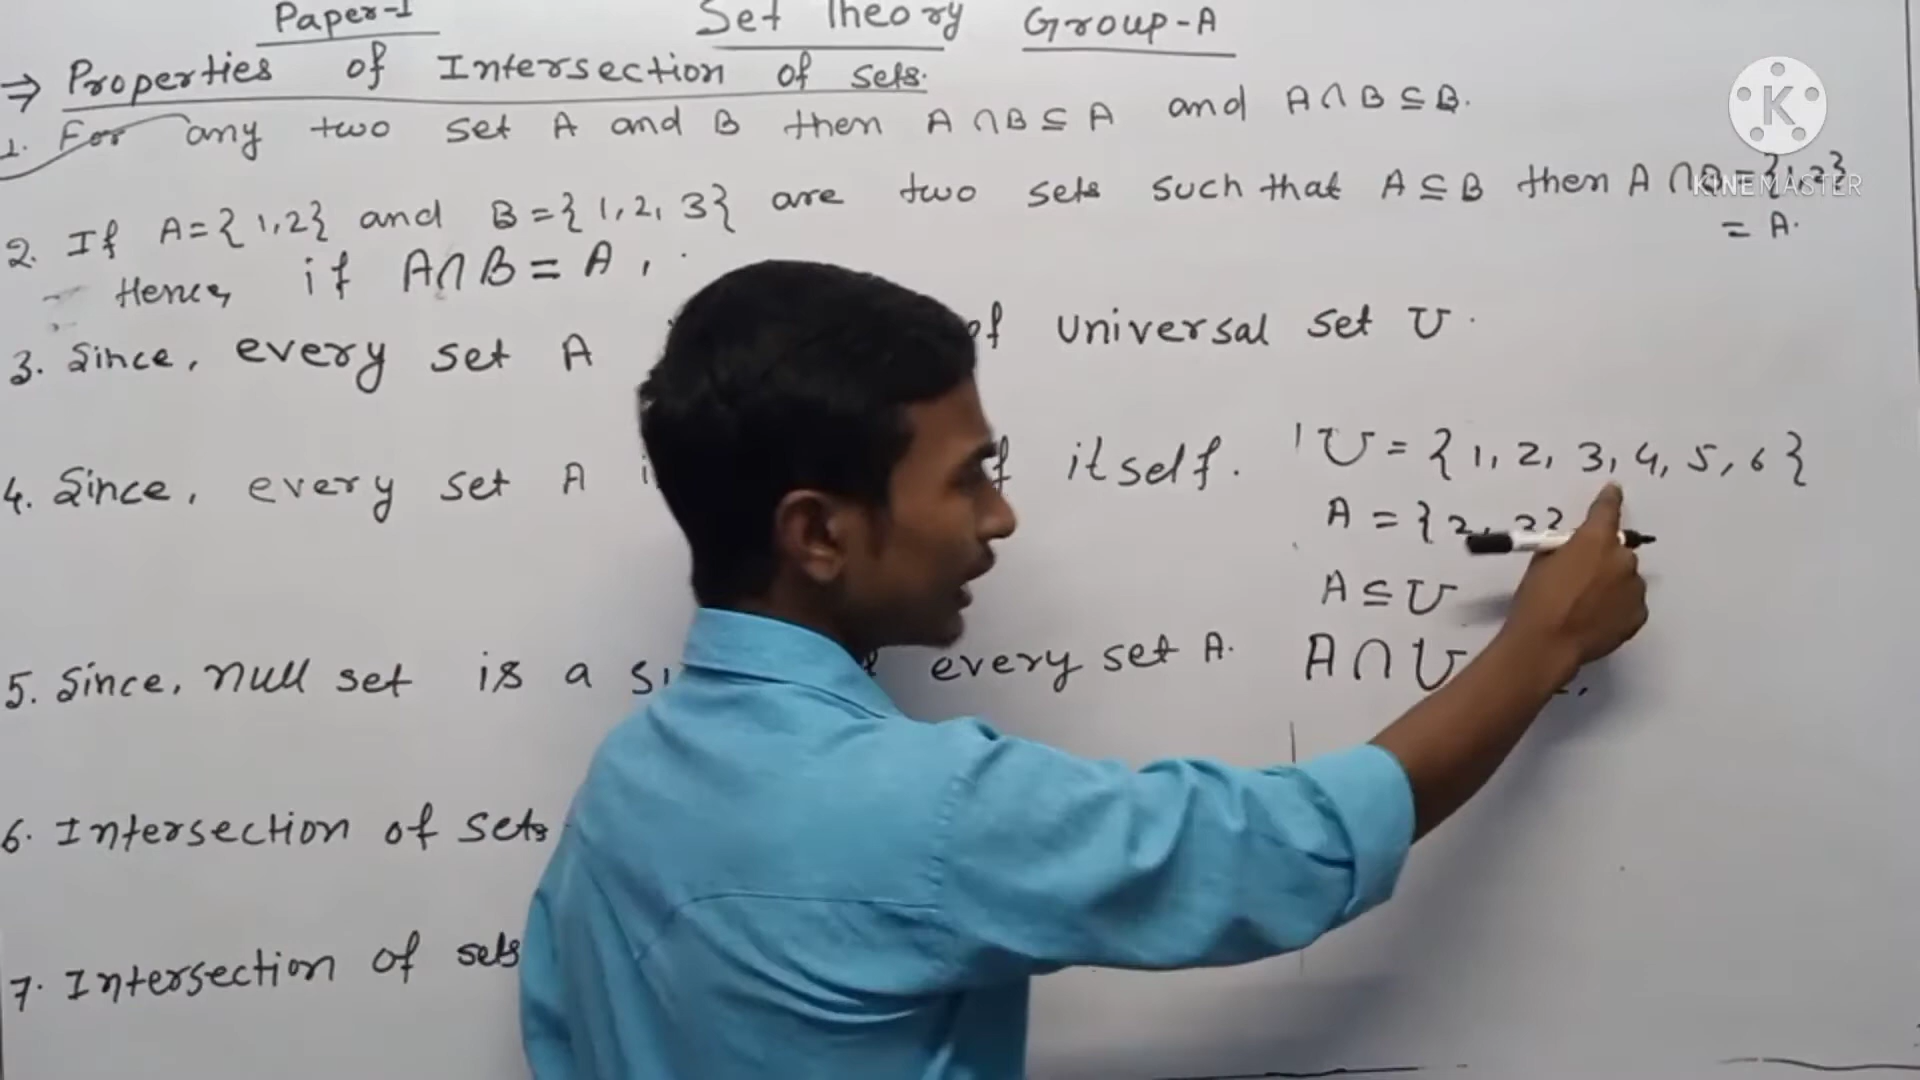 Paper-I Set Theory Group-A
⇒ Properties of Intersection of sets.
1. For any two set A and B then A ∩ B ⊆ A and A ∩ B ⊆ B.
2. If A = {1, 2} and B = {1, 2, 3} are two sets such that A ⊆ B then A ∩ = {1, 2}
= A.
Hence, if A ∩ B = A,
3. Since, every set A of universal set U.
4. Since, every set A itself.
U = {1, 2, 3, 4, 5, 6}
A = {2,
A ⊆ U
5. Since, null set is a every set A.
A ∩ U
6. Intersection of sets
7. Intersection of sets
K
KINEMASTER